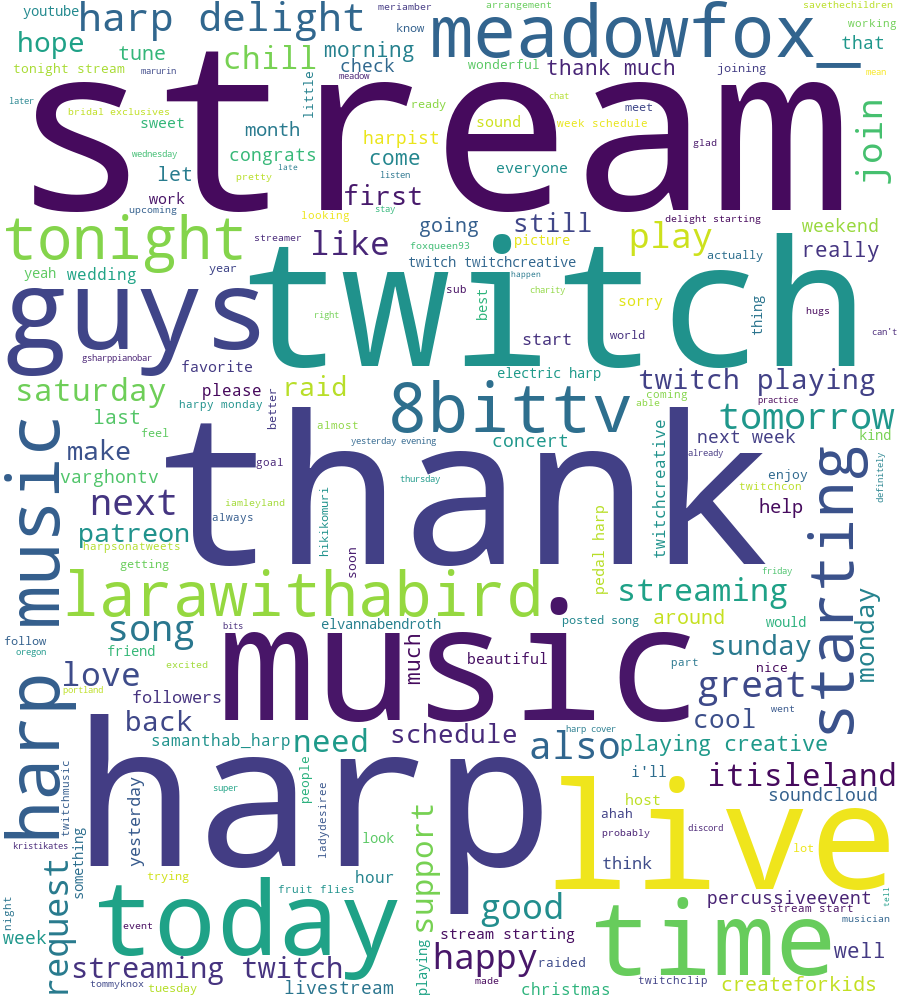 youtube
harp delight
meriamber
arrangement
savethechildren
meadowfox_
know
working
hope
tune
chill
morning
check
wonderful
thank much
joining
that
tonight stream
marurin
meadow
mean
stream
later
bridal exclusives
little
ready
chat
meet
join
sweet
month
harpist
sound
week schedule
glad
wednesday
congrats
come
everyone
let
pretty
late
listen
work
first
upcoming
looking
stay
delight starting
tonight
streamer
like
going
still
play
weekend
foxqueen93
picture
really
yeah
wedding
year
twitch twitchcreative
actually
happen
guys
twitch
sub
best
charity
sorry
thing
hugs
right
start
world
can't
gsharppianobar
favorite
electric harp
saturday
please
raid
8bittv
twitch playing
harpy monday
better
coming
able
practice
tomorrow
last
feel
almost
yesterday evening
concert
next week
kind
make
thank
goal
already
varghontv
thursday
twitchcreative
enjoy
twitchcon
definitely
next
iamleyland
always
hikikomuri
help
patreon
harpsonatweets
pedal harp
starting
getting
soon
friday
harp music
larawithabird
streaming
song
bits
elvannabendroth
posted song
around
would
monday
follow
oregon
friend
music
much
beautiful
sunday
excited
part
nice
love
portland
followers
great
went
back
schedule
cool
samanthab_harp
need
also
harp cover
playing creative
twitchmusic
harp
people
i'll
itisleland
yesterday
super
ladydesiree
live
host
soundcloud
kristikates
something
look
ahah
probably
discord
lot
request
trying
hour
think
today
fruit flies
support
good
percussiveevent
tell
night
event
stream start
musician
week
stream starting
time
well
streaming twitch
playing
happy
raided
tommyknox
tuesday
livestream
made
christmas
twitchclip
createforkids